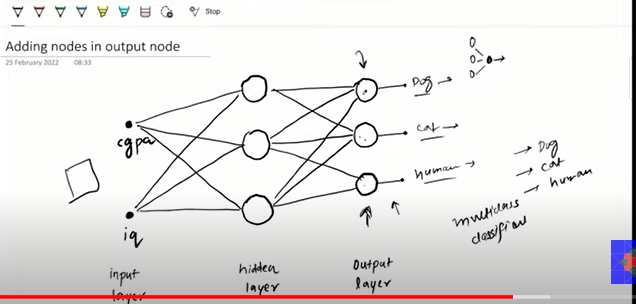 Stop
Adding nodes in output node
25 February 2022 08:33
Dog
cat
human
cgpa
iq
Dog
cat
human
multiclass
classifier
input
layer
hidden
layer
output
layer